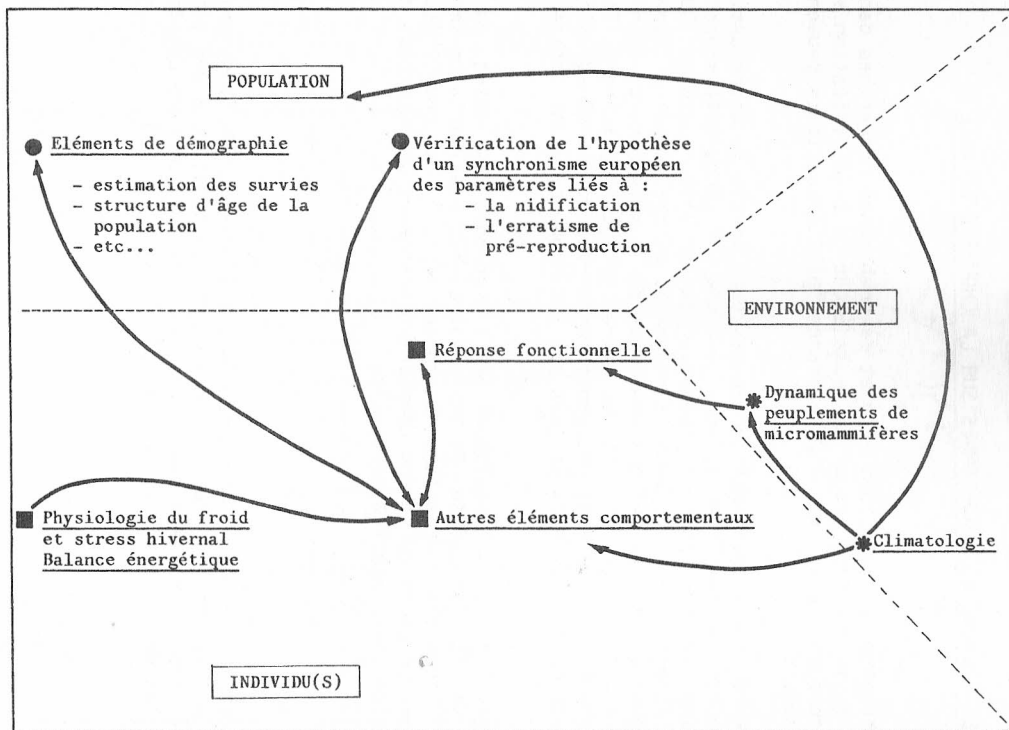 POPULATION
Eléments de démographie
- estimation des survies
- structure d'âge de la
population
- etc...
Vérification de l'hypothèse
d'un synchronisme européen
des paramètres liés à :
- la nidification
- l'erratisme de
pré-reproduction
ENVIRONNEMENT
Réponse fonctionnelle
Dynamique des
peuplements de
micromammifères
Physiologie du froid
et stress hivernal
Balance énergétique
Autres éléments comportementaux
Climatologie
INDIVIDU(S)